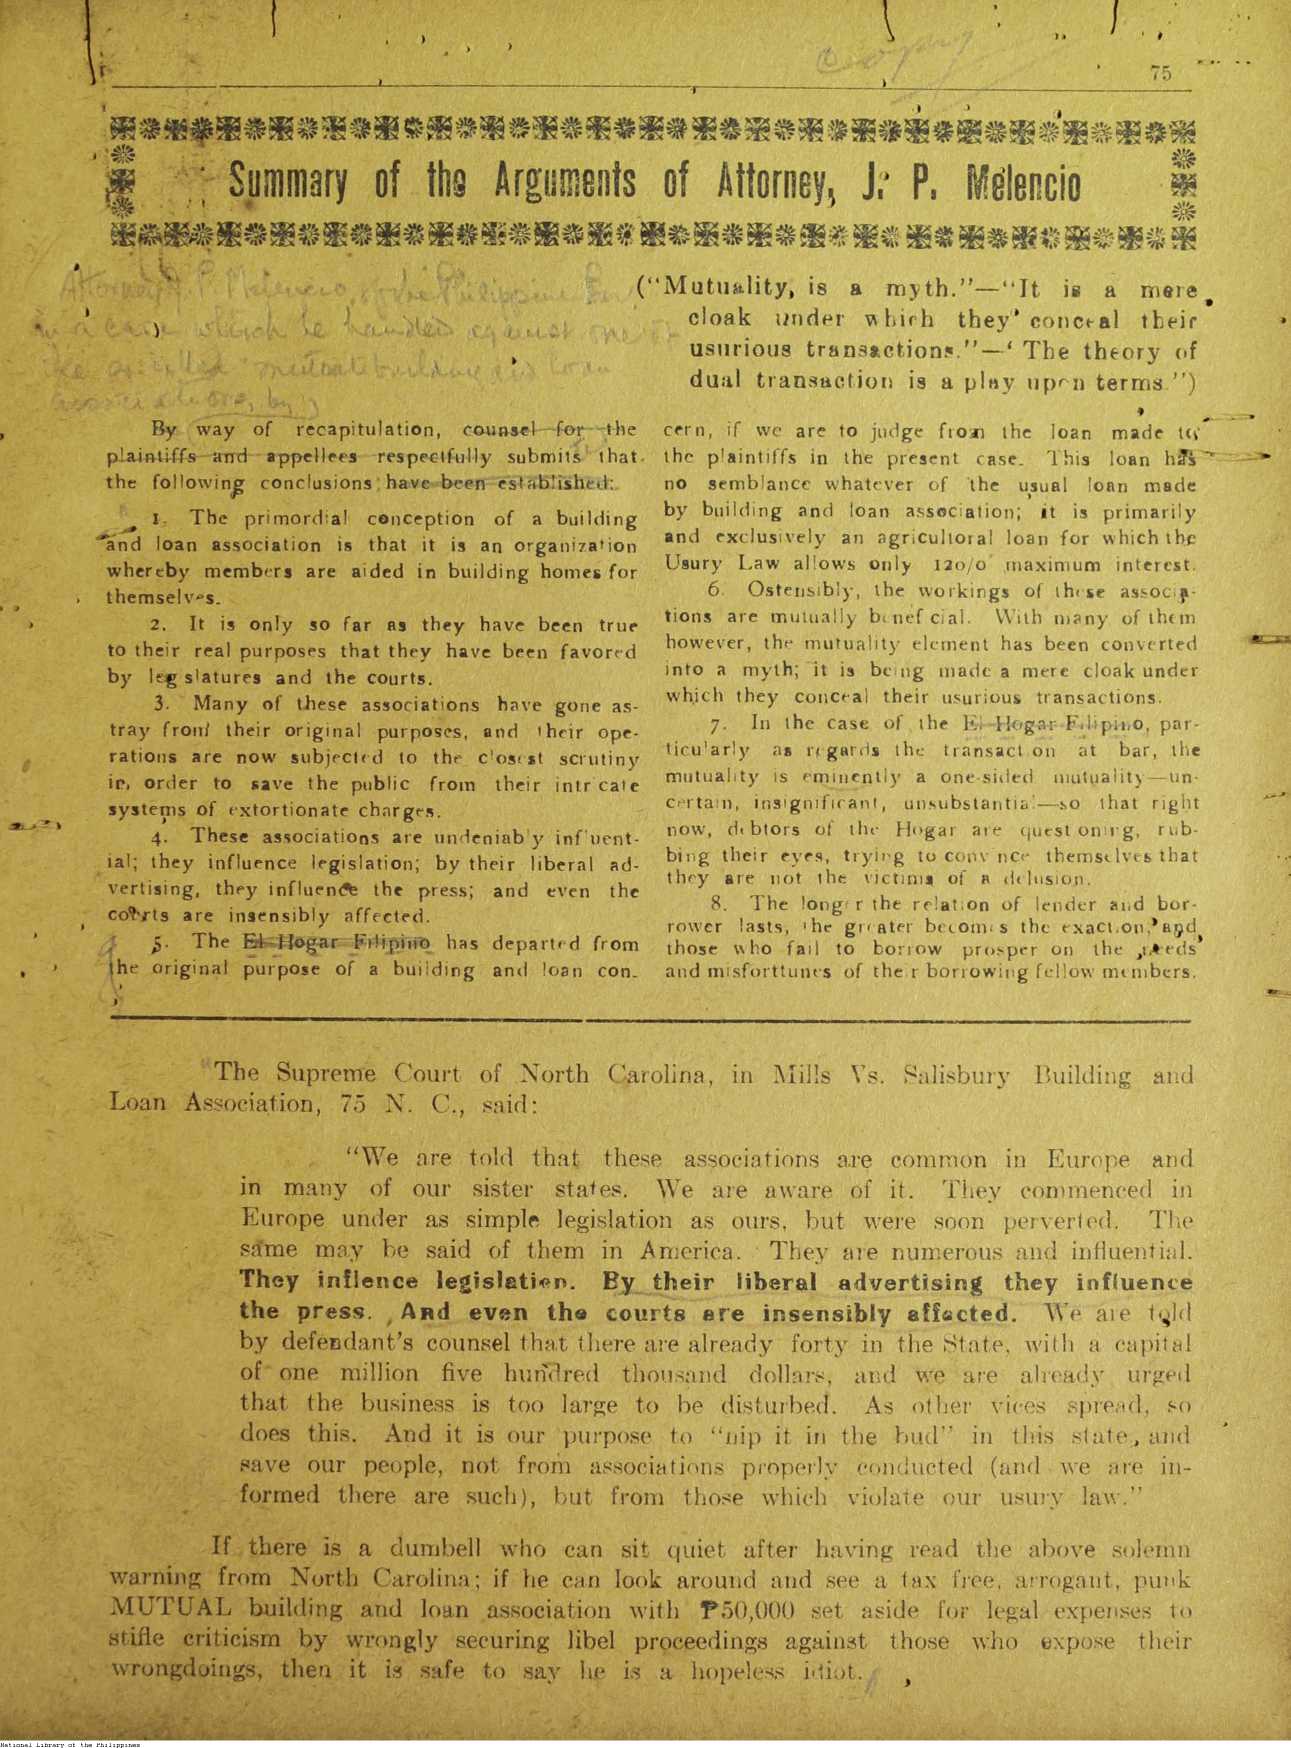 Copy
75
Summary of the Arguments of Attorney, J. P. Melencio
Attorney J. P. Melencio, of the Philippine
in a case which he handled against one of
the so-called mutual building and loan
associations, by
("Mutuality, is a myth."—"It is a mere
cloak under which they conceal their
usurious transactions."—' The theory of
dual transaction is a play upon terms.")
By way of recapitulation, counsel for the
plaintiffs and appellees respectfully submits that
the following conclusions have been established:
1. The primordial conception of a building
and loan association is that it is an organization
whereby members are aided in building homes for
themselves.
2. It is only so far as they have been true
to their real purposes that they have been favored
by legislatures and the courts.
3. Many of these associations have gone as-
tray from their original purposes, and their ope-
rations are now subjected to the closest scrutiny
in order to save the public from their intricate
systems of extortionate charges.
4. These associations are undeniably influent-
ial; they influence legislation; by their liberal ad-
vertising, they influence the press; and even the
courts are insensibly affected.
5. The El Hogar Filipino has departed from
the original purpose of a building and loan con-
cern, if we are to judge from the loan made to
the plaintiffs in the present case. This loan has
no semblance whatever of the usual loan made
by building and loan association; it is primarily
and exclusively an agricultoral loan for which the
Usury Law allows only 12o/o maximum interest.
6. Ostensibly, the workings of these associa-
tions are mutually beneficial. With many of them
however, the mutuality element has been converted
into a myth; it is being made a mere cloak under
which they conceal their usurious transactions.
7. In the case of the El Hogar Filipino, par-
ticularly as regards the transaction at bar, the
mutuality is eminently a one-sided mutuality—un-
certain, insignificant, unsubstantial—so that right
now, debtors of the Hogar are questioning, rub-
bing their eyes, trying to convince themselves that
they are not the victims of a delusion.
8. The longer the relation of lender and bor-
rower lasts, the greater becomes the exaction, and
those who fail to borrow prosper on the needs
and misforttunes of their borrowing fellow members.
The Supreme Court of North Carolina, in Mills Vs. Salisbury Building and
Loan Association, 75 N. C., said:
"We are told that these associations are common in Europe and
in many of our sister states. We are aware of it. They commenced in
Europe under as simple legislation as ours, but were soon perverted. The
same may be said of them in America. They are numerous and influential.
They inflence legislation. By their liberal advertising they influence
the press. And even the courts are insensibly affected. We are told
by defendant's counsel that there are already forty in the State, with a capital
of one million five hundred thousand dollars, and we are already urged
that the business is too large to be disturbed. As other vices spread, so
does this. And it is our purpose to "nip it in the bud" in this state, and
save our people, not from associations properly conducted (and we are in-
formed there are such), but from those which violate our usury law."
If there is a dumbell who can sit quiet after having read the above solemn
warning from North Carolina; if he can look around and see a tax free, arrogant, punk
MUTUAL building and loan association with ₱50,000 set aside for legal expenses to
stifle criticism by wrongly securing libel proceedings against those who expose their
wrongdoings, then it is safe to say he is a hopeless idiot.
National Library of the Philippines